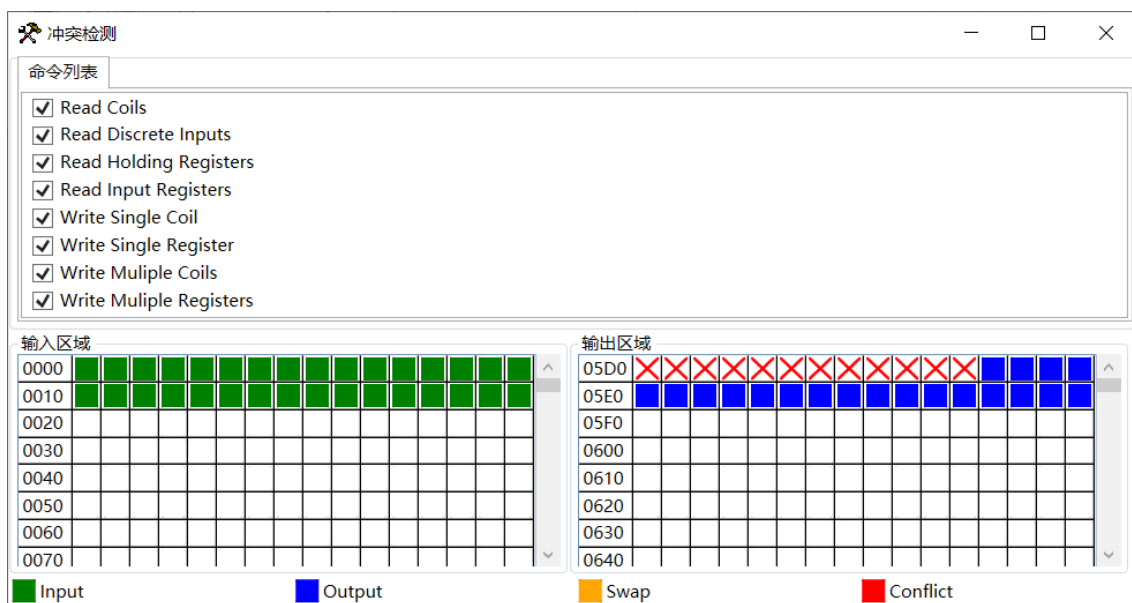 冲突检测
命令列表
Read Coils
Read Discrete Inputs
Read Holding Registers
Read Input Registers
Write Single Coil
Write Single Register
Write Muliple Coils
Write Muliple Registers
输入区域
0000
0010
0020
0030
0040
0050
0060
0070
输出区域
05D0
05E0
05F0
0600
0610
0620
0630
0640
Input
Output
Swap
Conflict